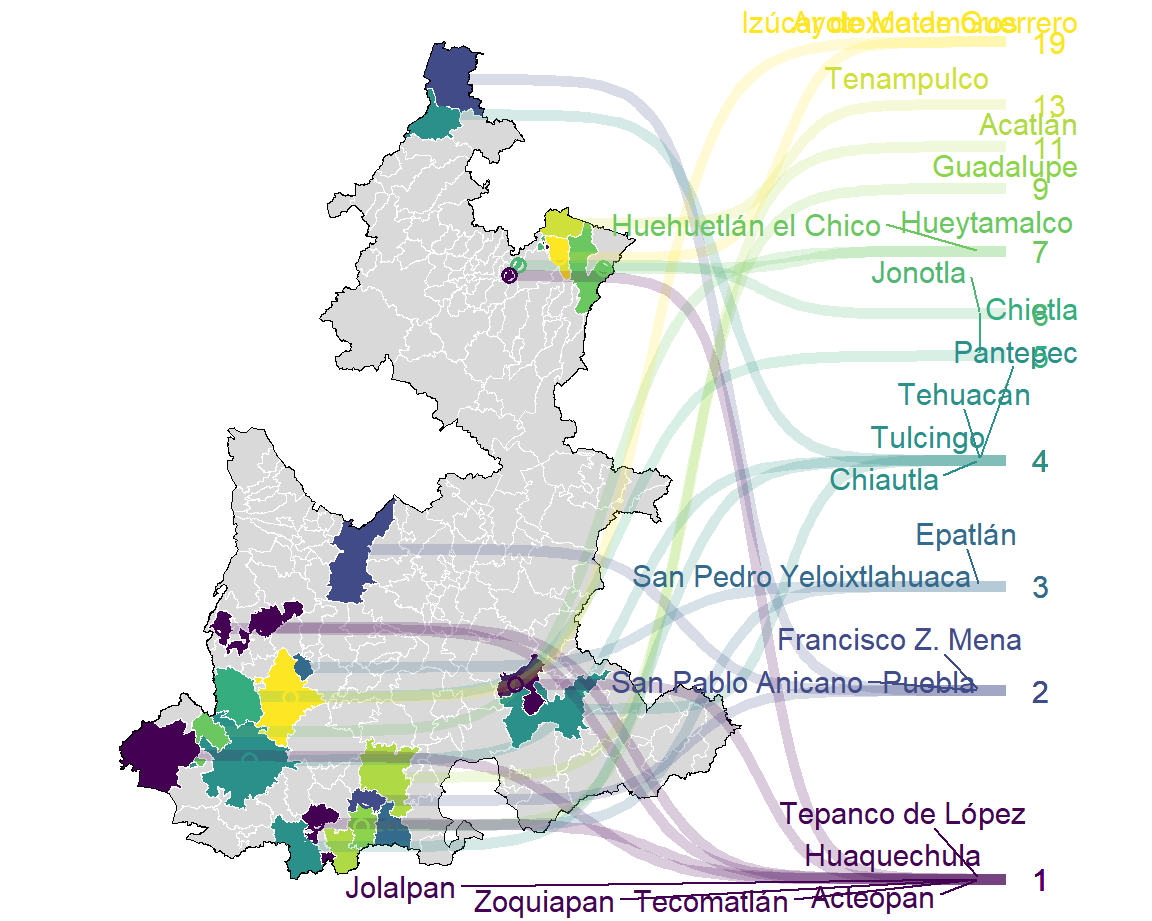 Izúcar de Matamoros
Ayotoxco de Guerrero
19
Tenampulco
13
Acatlán
11
Guadalupe
9
Huehuetlán el Chico
Hueytamalco
7
Jonotla
Chietla
6
Pantepec
5
Tehuacán
Tulcingo
4
Chiautla
Epatlán
San Pedro Yeloixtlahuaca
3
Francisco Z. Mena
San Pablo Anicano
Puebla
2
Tepanco de López
Huaquechula
1
Jolalpan
Zoquiapan
Tecomatlán
Acteopan